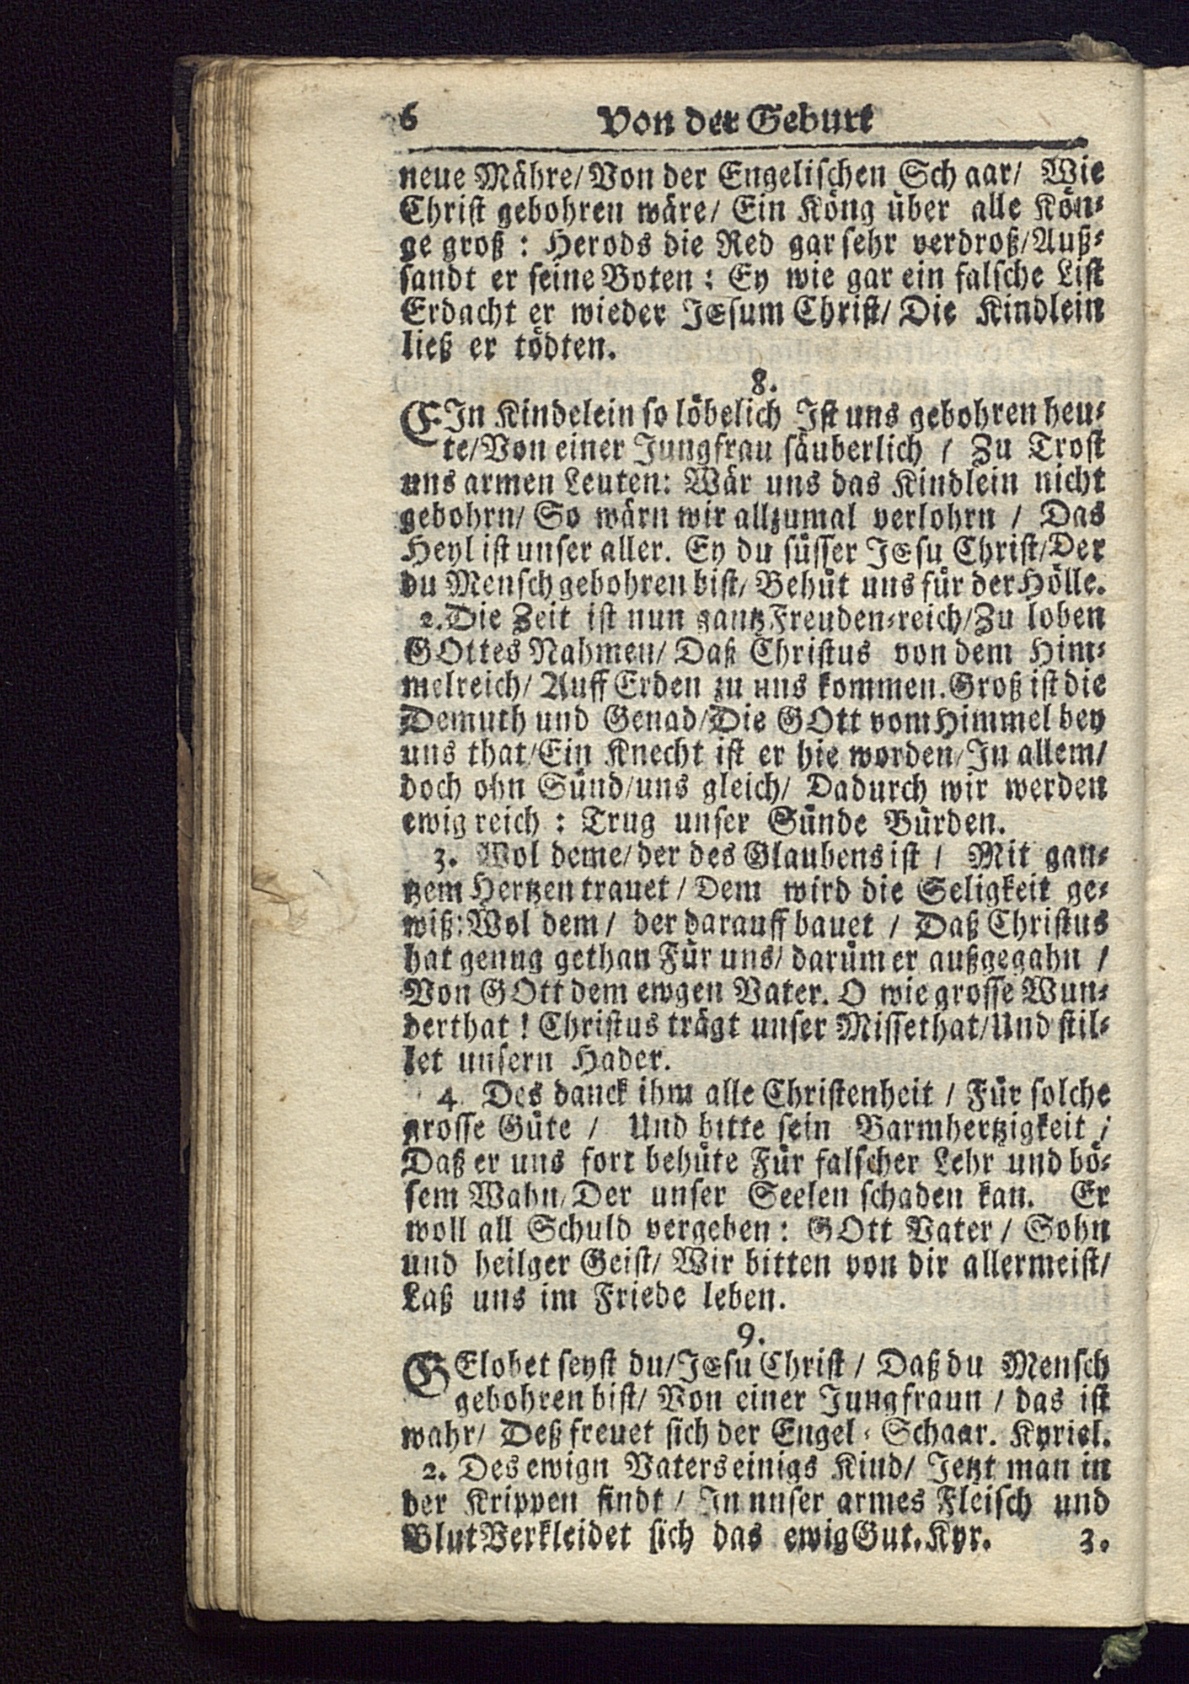 6 Von der Geburt
neue Mähre/ Von der Engelischen Schaar/ Wie
Christ gebohren wäre/ Ein Köng über alle Kön-
ge groß: Herods die Red gar sehr verdroß/ Auß-
sandt er seine Boten: Ey wie gar ein falsche List
Erdacht er wieder JEsum Christ/ Die Kindlein
ließ er tödten.
8.
EIn Kindelein so löbelich Ist uns gebohren heu-
te/ Von einer Jungfrau säuberlich / Zu Trost
uns armen Leuten: Wär uns das Kindlein nicht
gebohrn/ So wärn wir allzumal verlohrn / Das
Heyl ist unser aller. Ey du süsser JEsu Christ/ Der
du Mensch gebohren bist/ Behüt uns für der Hölle.
2. Die Zeit ist nun gantz Freuden-reich/ Zu loben
GOttes Nahmen/ Daß Christus von dem Him-
melreich/ Auff Erden zu uns kommen. Groß ist die
Demuth und Genad/ Die GOtt vom Himmel bey
uns that/ Ein Knecht ist er hie worden/ In allem/
doch ohn Sünd/ uns gleich/ Dadurch wir werden
ewig reich: Trug unser Sünde Bürden.
3. Wol deme/ der des Glaubens ist / Mit gan-
tzem Hertzen trauet / Dem wird die Seligkeit ge-
wiß: Wol dem / der darauff bauet / Daß Christus
hat genug gethan Für uns/ darüm er außgegahn /
Von GOtt dem ewgen Vater. O wie grosse Wun-
derthat! Christus trägt unser Missethat/ Und stil-
let unsern Hader.
4. Des danck ihm alle Christenheit / Für solche
grosse Güte / Und bitte sein Barmhertzigkeit /
Daß er uns fort behüte Für falscher Lehr und bö-
sem Wahn/ Der unser Seelen schaden kan. Er
woll all Schuld vergeben: GOtt Vater / Sohn
und heilger Geist/ Wir bitten von dir allermeist/
Laß uns im Friede leben.
9.
GElobet seyst du/ JEsu Christ / Daß du Mensch
gebohren bist/ Von einer Jungfraun / das ist
wahr/ Deß freuet sich der Engel-Schaar. Kyriel.
2. Des ewign Vaters einigs Kind/ Jetzt man in
der Krippen findt / In unser armes Fleisch und
Blut Verkleidet sich das ewig Gut. Kyr. 3.